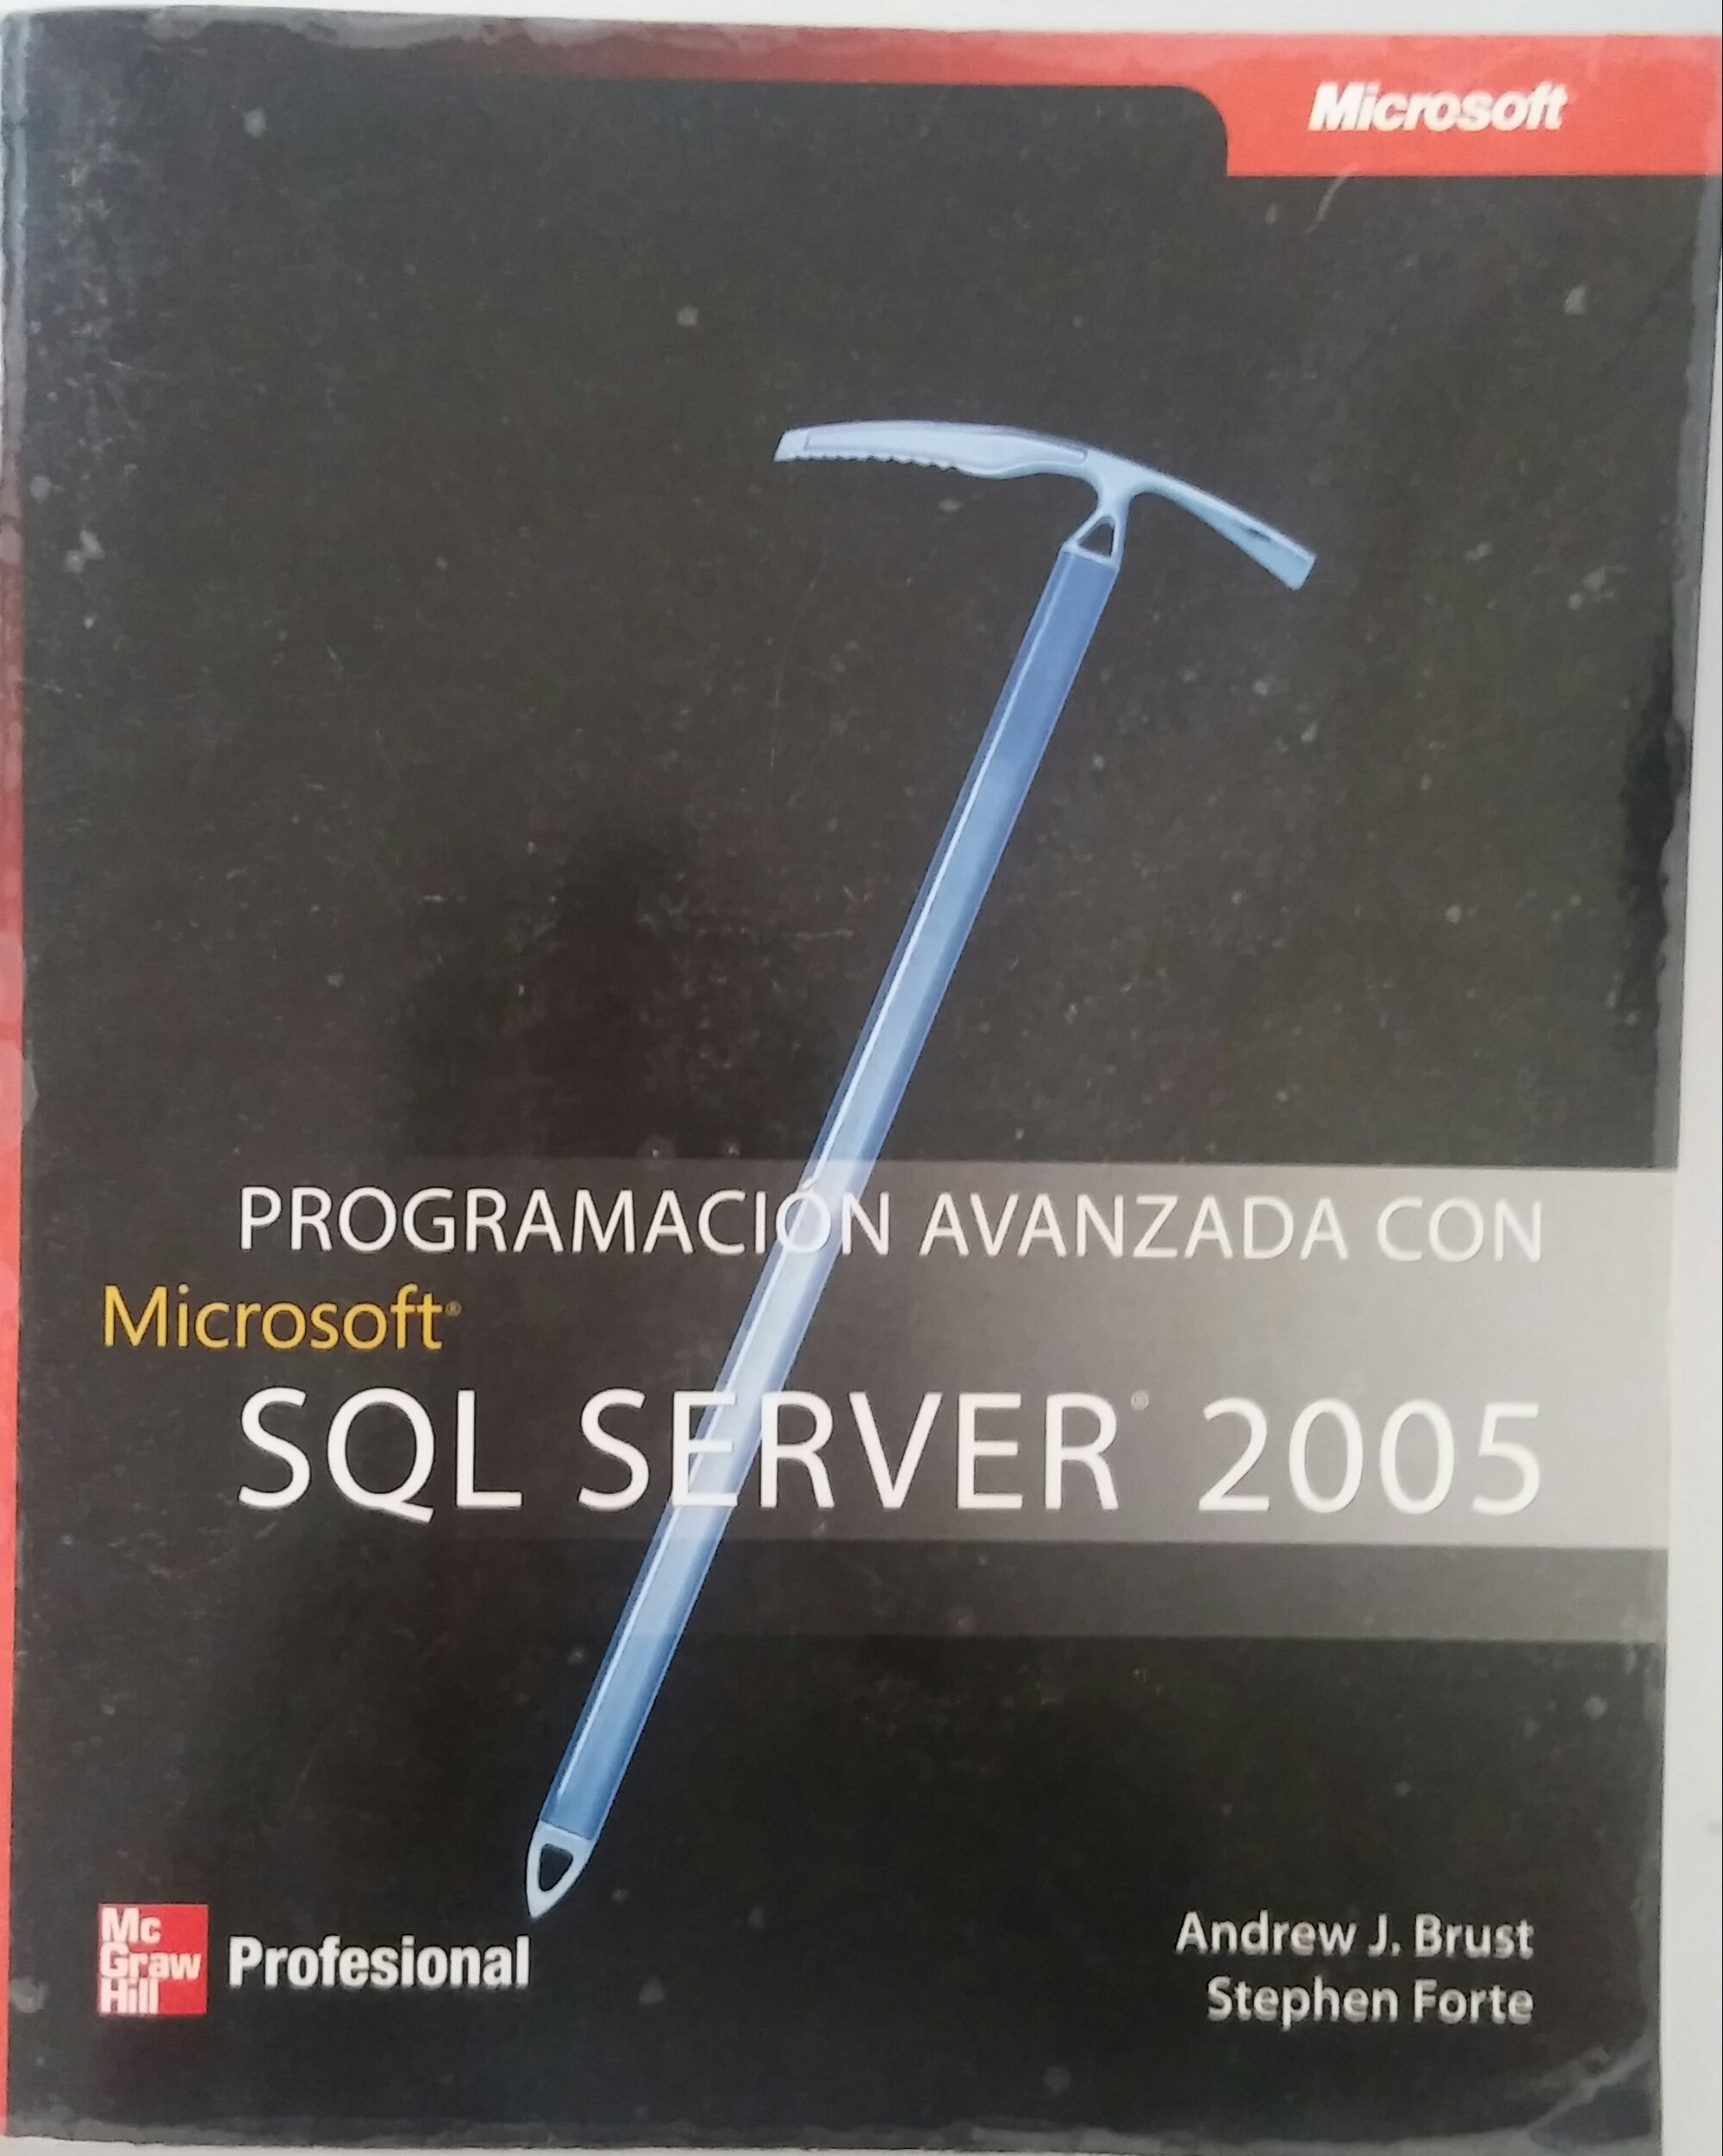 Microsoft
PROGRAMACIÓN AVANZADA CON
Microsoft®
SQL SERVER® 2005
Mc
Graw
Hill
Profesional
Andrew J. Brust
Stephen Forte